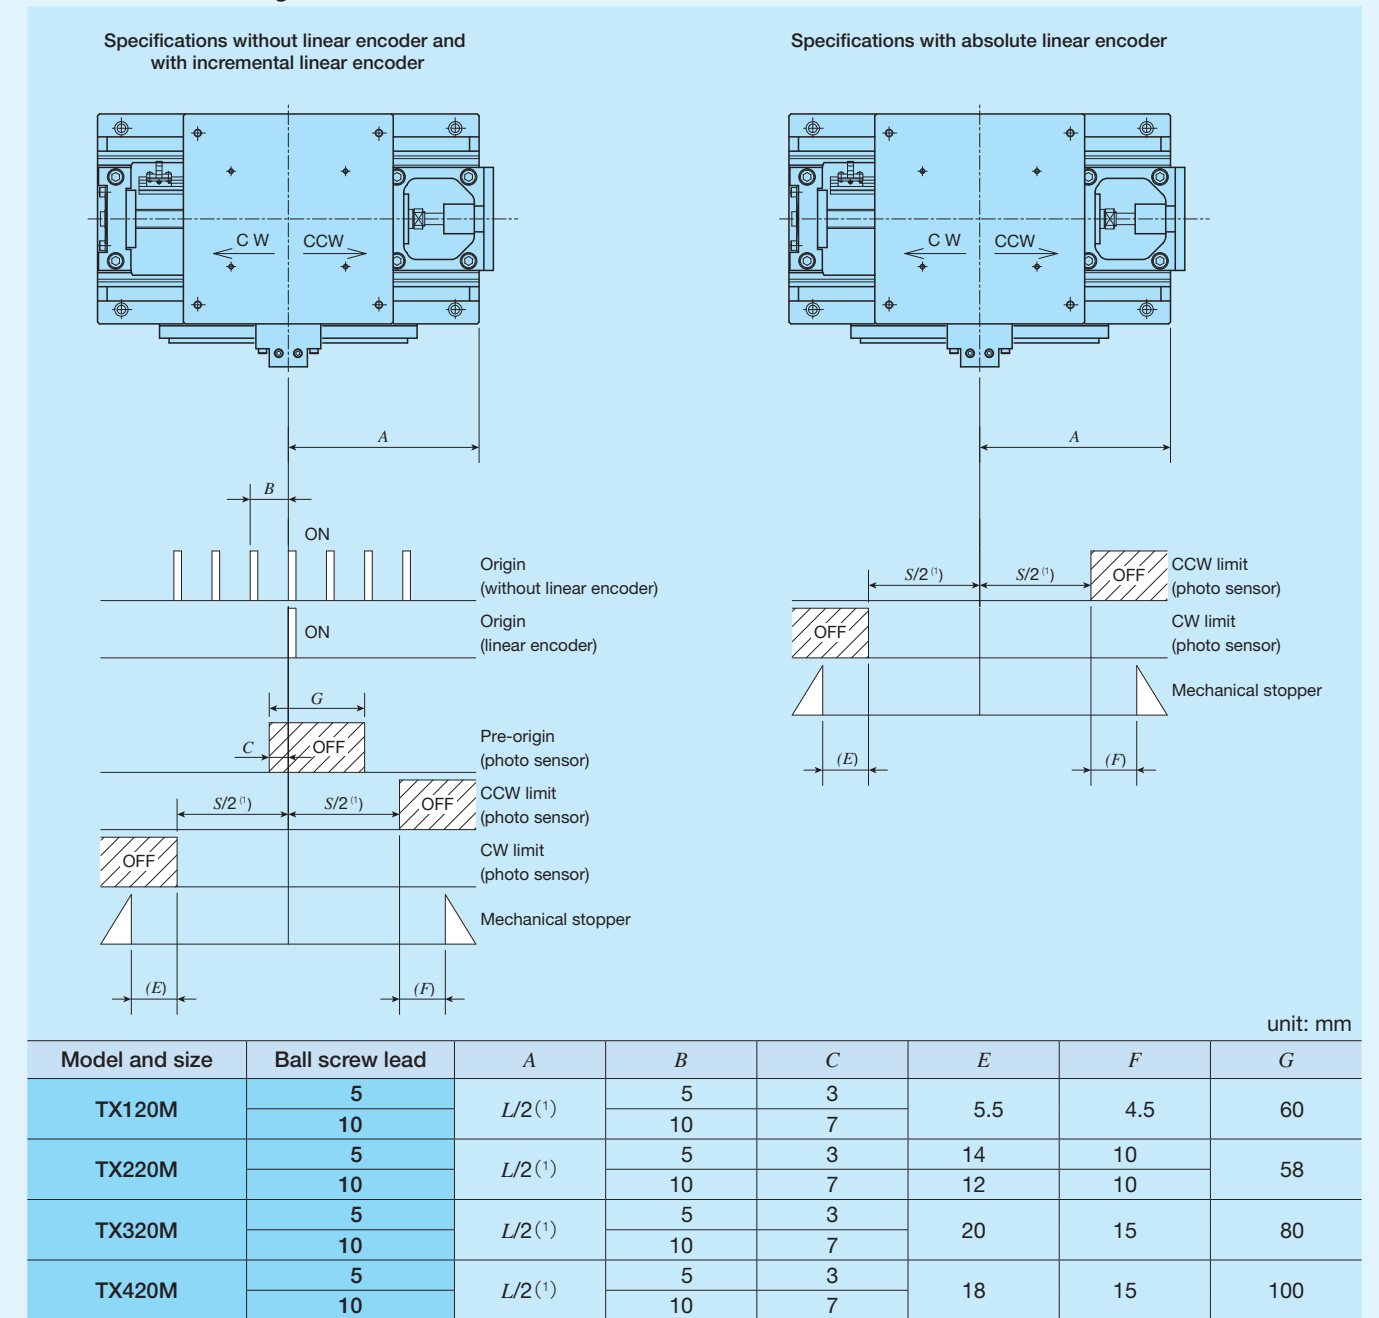 Specifications without linear encoder and
with incremental linear encoder
Specifications with absolute linear encoder
C W CCW
C W CCW
A
A
B
ON
Origin
(without linear encoder)
S/2 (1) S/2 (1) OFF CCW limit
(photo sensor)
ON
Origin
(linear encoder)
OFF
CW limit
(photo sensor)
Mechanical stopper
G
C
OFF
Pre-origin
(photo sensor)
(E) (F)
S/2 (1) S/2 (1) OFF CCW limit
(photo sensor)
OFF
CW limit
(photo sensor)
Mechanical stopper
(E) (F)
unit: mm
Model and size Ball screw lead A B C E F G
TX120M 5 L/2(1) 5 3 5.5 4.5 60
10 10 7
TX220M 5 L/2(1) 5 3 14 10 58
10 10 7 12 10
TX320M 5 L/2(1) 5 3 20 15 80
10 10 7
TX420M 5 L/2(1) 5 3 18 15 100
10 10 7